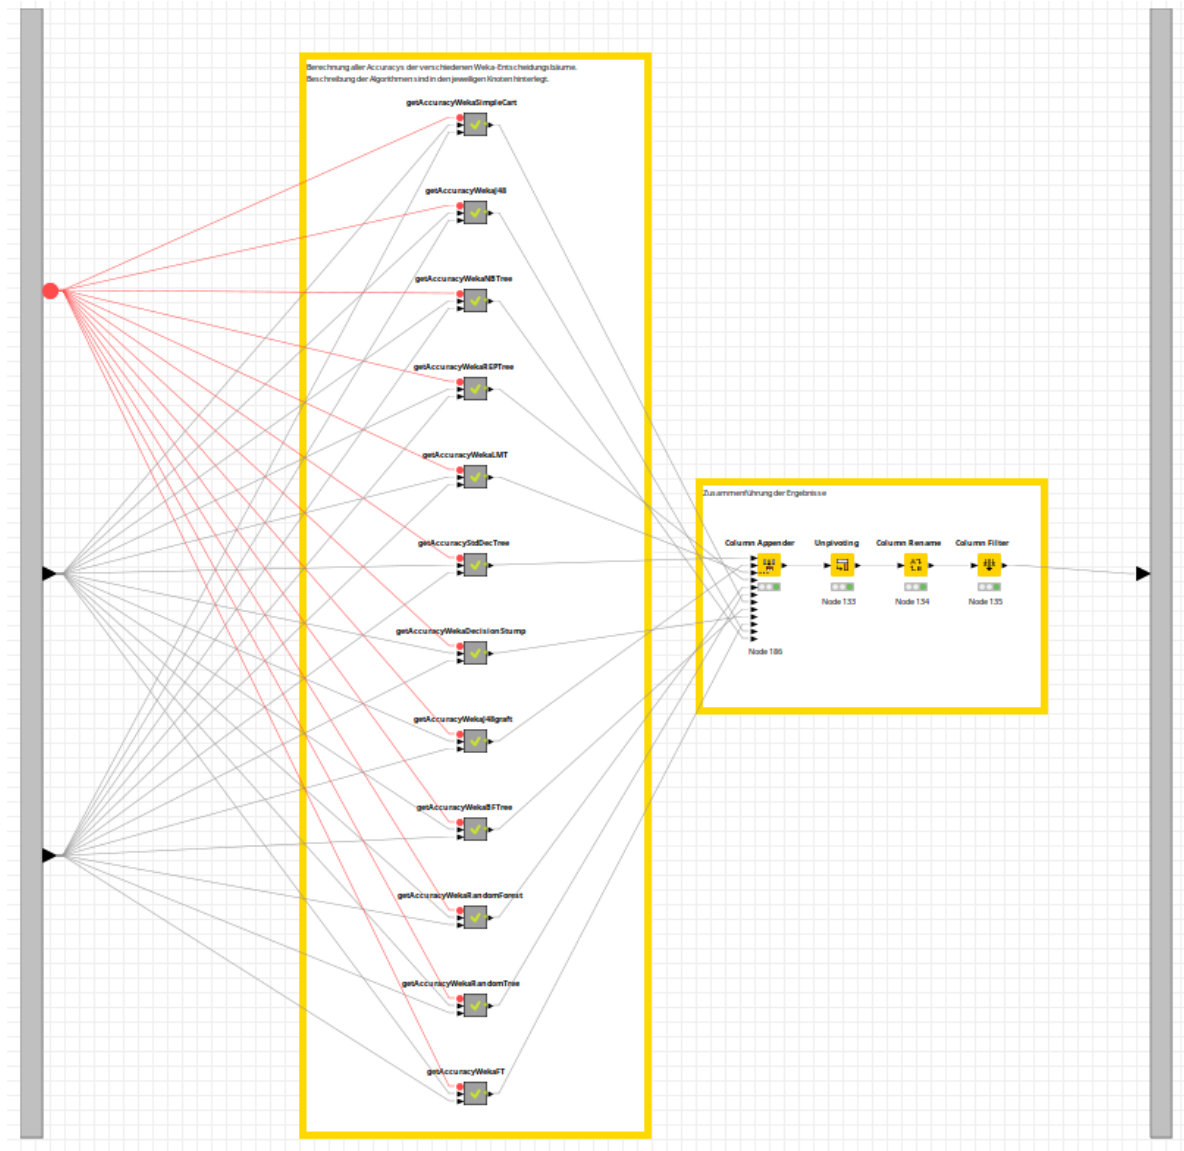 Berechnung aller Accuracys der verschiedenen Weka-Entscheidungsbäume.
Beschreibung der Algorithmen sind in den jeweiligen Knoten hinterlegt.
getAccuracyWekaSimpleCart
getAccuracyWekaJ48
getAccuracyWekaNBTree
getAccuracyWekaREPTree
getAccuracyWekaLMT
getAccuracyStdDecTree
getAccuracyWekaDecisionStump
getAccuracyWekaJ48graft
getAccuracyWekaBFTree
getAccuracyWekaRandomForest
getAccuracyWekaRandomTree
getAccuracyWekaFT
Zusammenführung der Ergebnisse
Column Appender
Unpivoting
Column Rename
Column Filter
Node 133
Node 134
Node 135
Node 186